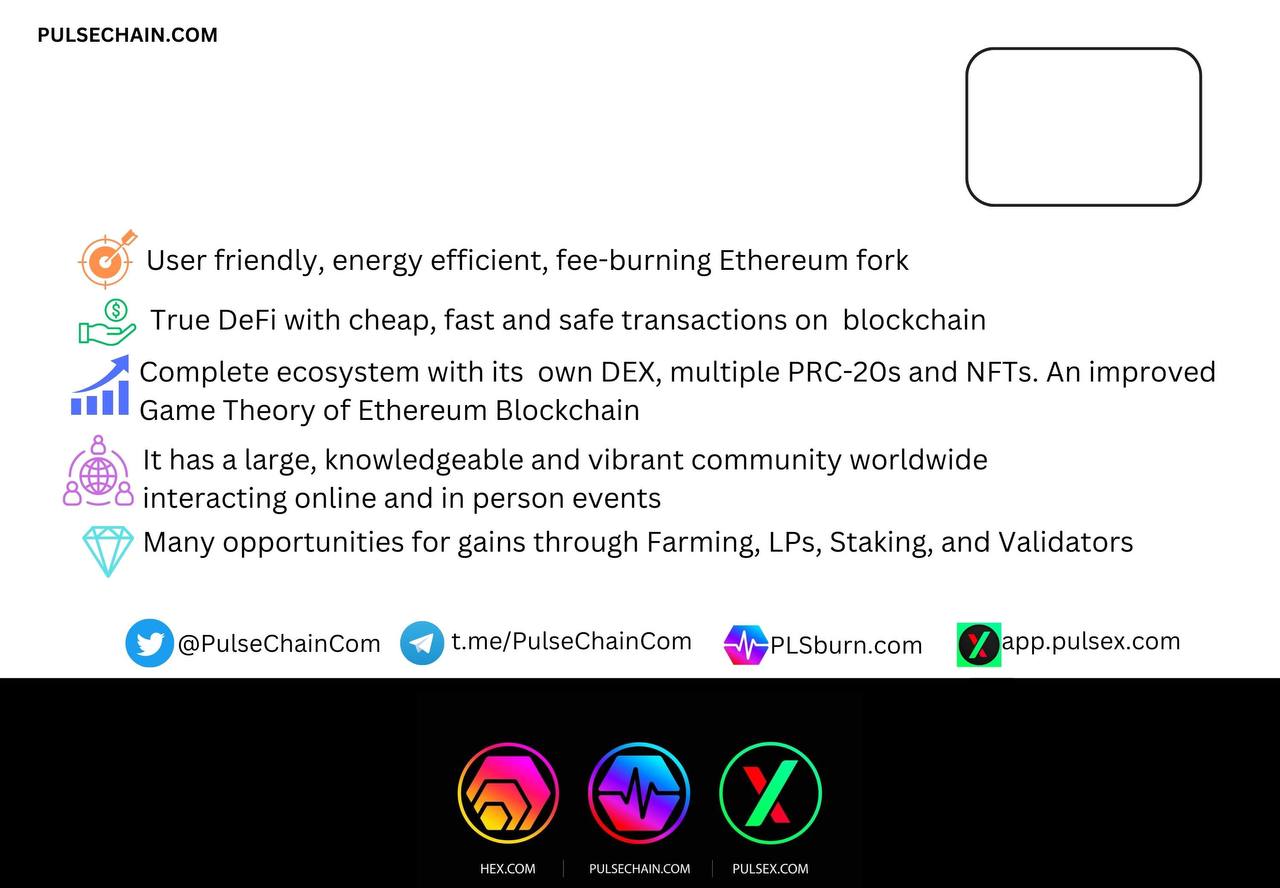 PULSECHAIN.COM
User friendly, energy efficient, fee-burning Ethereum fork
$
True DeFi with cheap, fast and safe transactions on  blockchain
Complete ecosystem with its  own DEX, multiple PRC-20s and NFTs. An improved
Game Theory of Ethereum Blockchain
It has a large, knowledgeable and vibrant community worldwide
interacting online and in person events
Many opportunities for gains through Farming, LPs, Staking, and Validators
@PulseChainCom t.me/PulseChainCom PLSburn.com app.pulsex.com
HEX.COM | PULSECHAIN.COM | PULSEX.COM